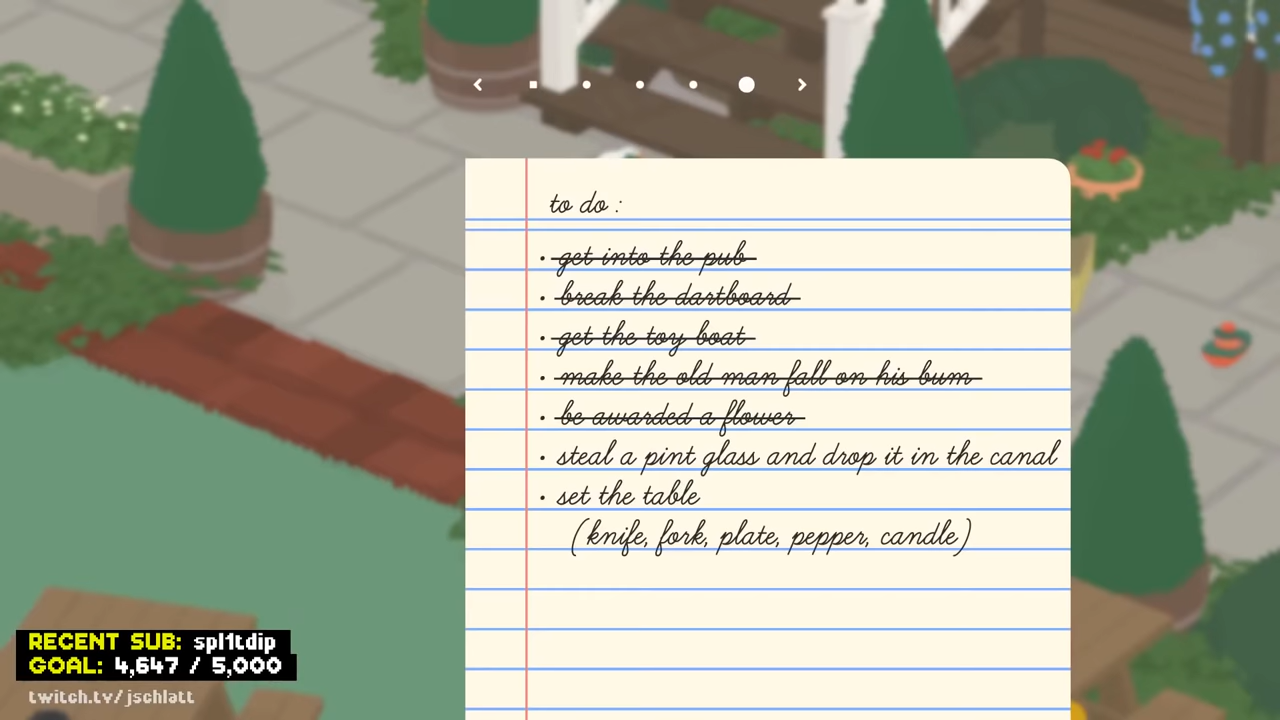 to do :
• get into the pub
• break the dartboard
• get the toy boat
• make the old man fall on his bum
• be awarded a flower
• steal a pint glass and drop it in the canal
• set the table
(knife, fork, plate, pepper, candle)
RECENT SUB: spl1tdip
GOAL: 4,647 / 5,000
twitch.tv/jschlatt